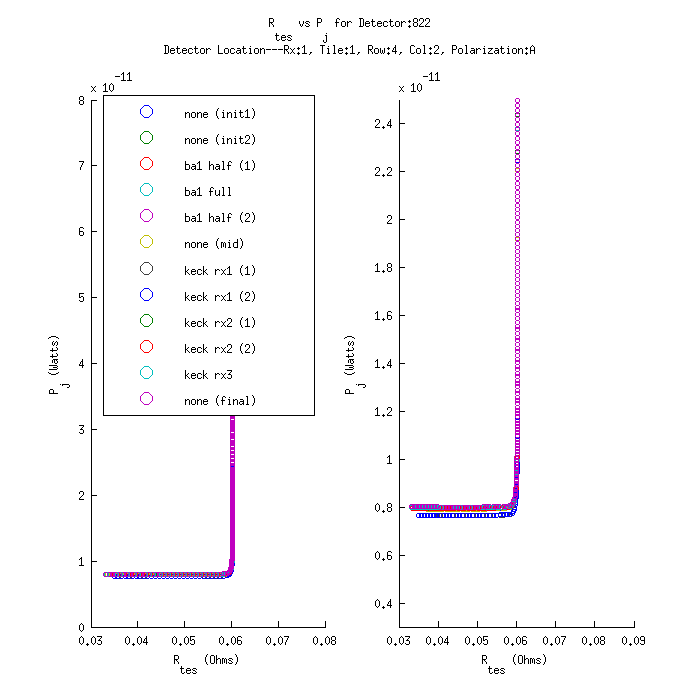 R    vs P  for Detector:822
tes    j
Detector Location---Rx:1, Tile:1, Row:4, Col:2, Polarization:A
x 10-11
x 10-11
8
7
6
5
4
3
2
1
0
P j (Watts)
none (init1)
none (init2)
ba1 half (1)
ba1 full
ba1 half (2)
none (mid)
keck rx1 (1)
keck rx1 (2)
keck rx2 (1)
keck rx2 (2)
keck rx3
none (final)
0.03 0.04 0.05 0.06 0.07 0.08
R    (Ohms)
tes
2.4
2.2
2
1.8
1.6
1.4
1.2
1
0.8
0.6
0.4
P j (Watts)
0.03 0.04 0.05 0.06 0.07 0.08 0.09
R    (Ohms)
tes